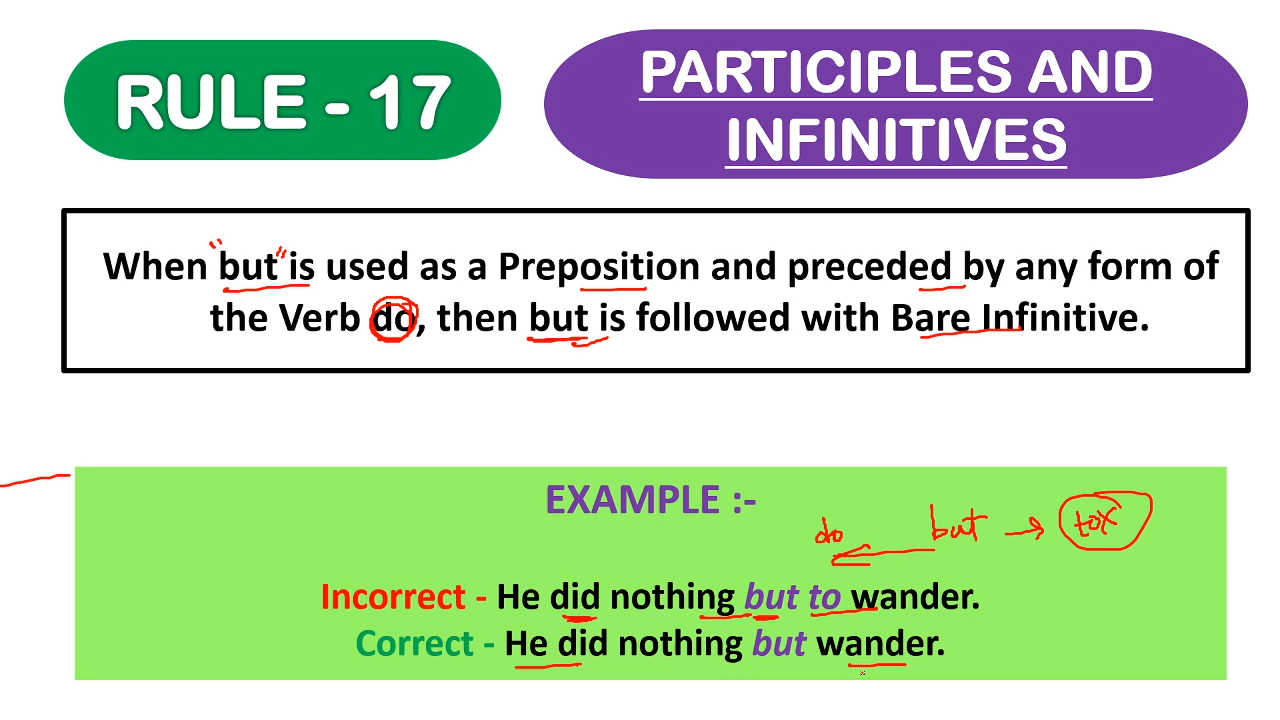 RULE - 17
PARTICIPLES AND
INFINITIVES
When "but" is used as a Preposition and preceded by any form of
the Verb do, then but is followed with Bare Infinitive.
EXAMPLE :-
do but → tox
Incorrect - He did nothing but to wander.
Correct - He did nothing but wander.